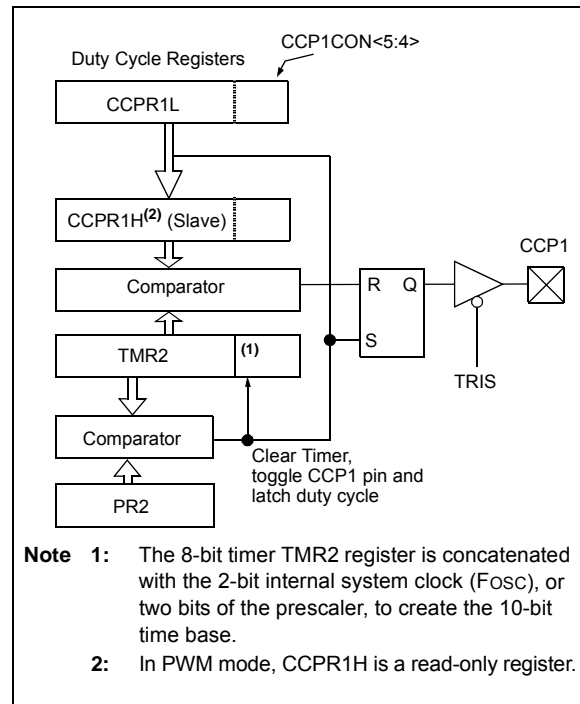 CCP1CON<5:4>
Duty Cycle Registers
CCPR1L
CCPR1H(2) (Slave)
CCP1
Comparator
R Q
TMR2
(1)
S
TRIS
Comparator
Clear Timer,
toggle CCP1 pin and
latch duty cycle
PR2
Note 1: The 8-bit timer TMR2 register is concatenated
with the 2-bit internal system clock (FOSC), or
two bits of the prescaler, to create the 10-bit
time base.
2: In PWM mode, CCPR1H is a read-only register.